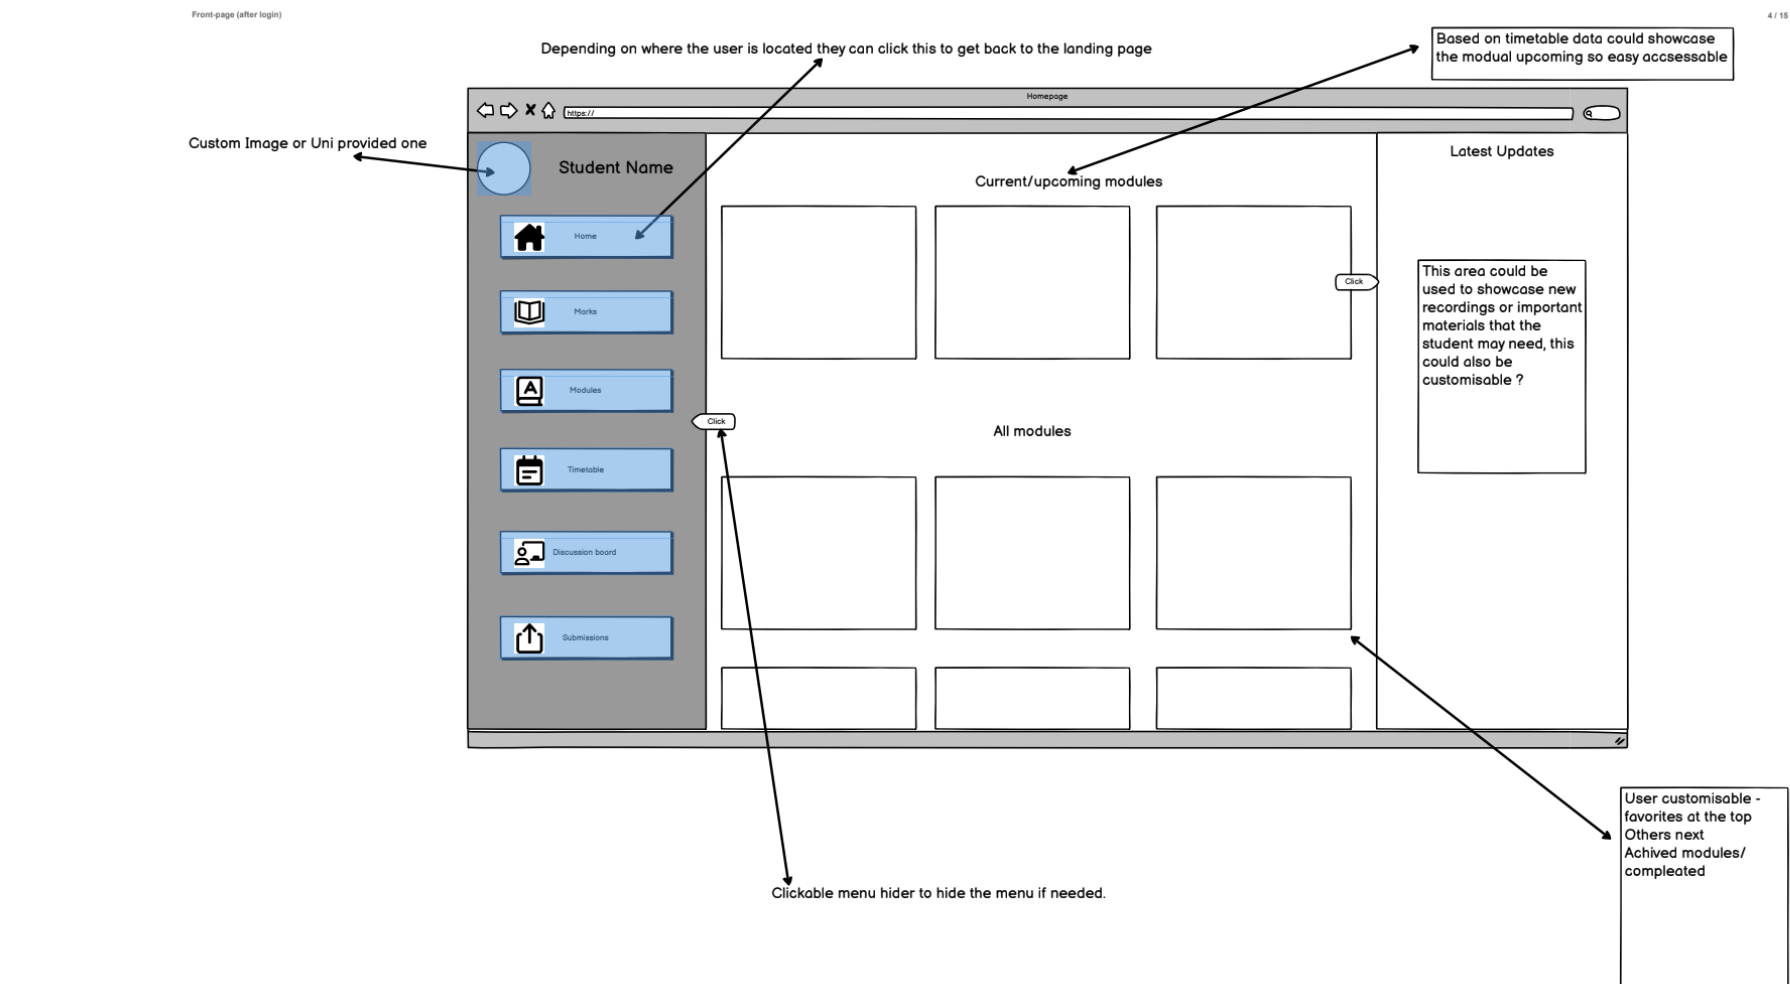 Front-page (after login)
4 / 15
Depending on where the user is located they can click this to get back to the landing page
Based on timetable data could showcase
the modual upcoming so easy accsessable
Homepage
https://
Custom Image or Uni provided one
Student Name
Home
Marks
Modules
Timetable
Discussion board
Submissions
Click
Current/upcoming modules
Click
All modules
Latest Updates
This area could be
used to showcase new
recordings or important
materials that the
student may need, this
could also be
customisable ?
User customisable -
favorites at the top
Others next
Achived modules/
compleated
Clickable menu hider to hide the menu if needed.